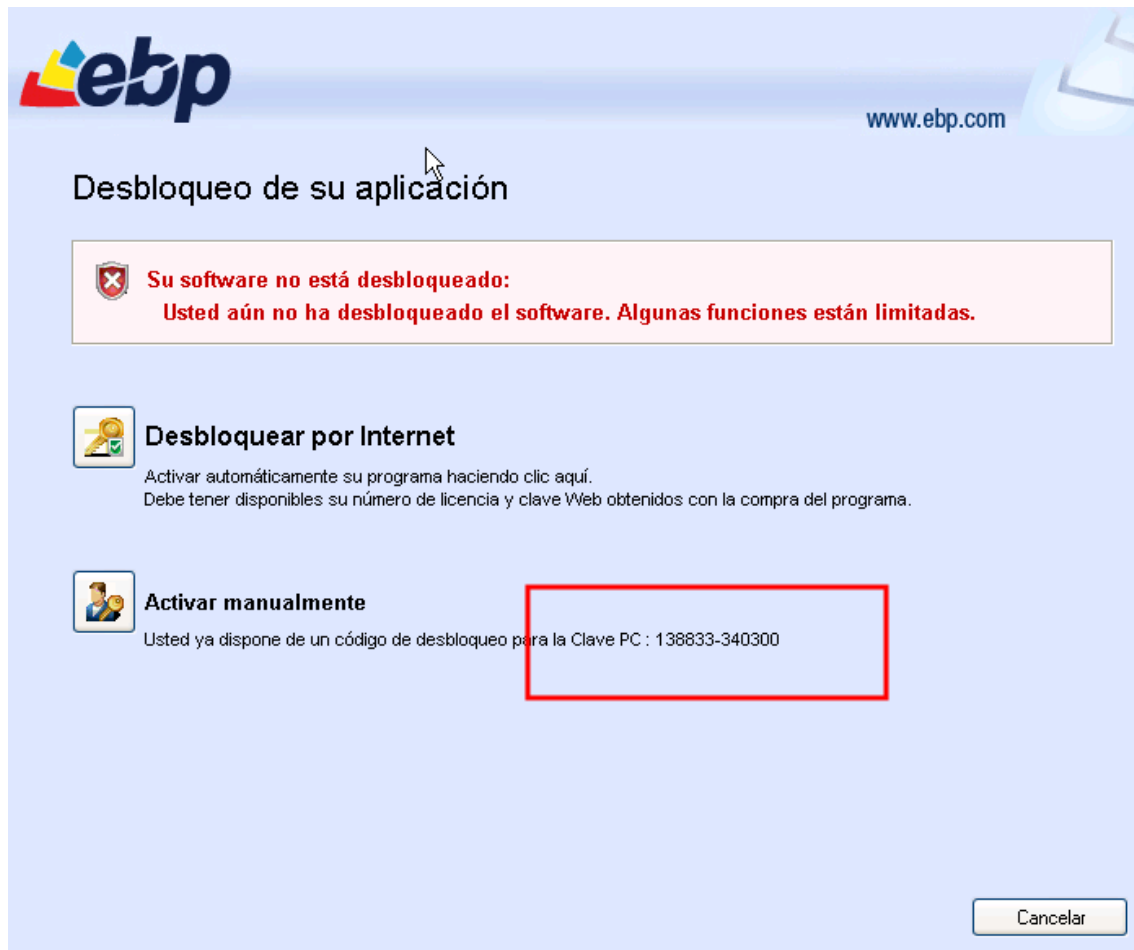 ebp
www.ebp.com
Desbloqueo de su aplicación
Su software no está desbloqueado:
Usted aún no ha desbloqueado el software. Algunas funciones están limitadas.
Desbloquear por Internet
Activar automáticamente su programa haciendo clic aquí.
Debe tener disponibles su número de licencia y clave Web obtenidos con la compra del programa.
Activar manualmente
Usted ya dispone de un código de desbloqueo para la Clave PC : 138833-340300
Cancelar